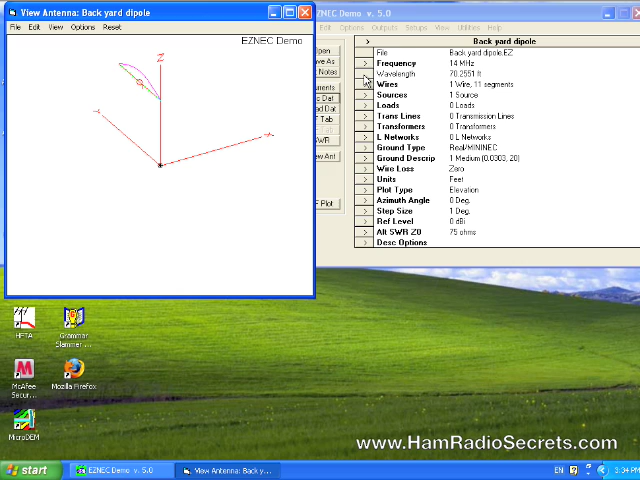 View Antenna: Back yard dipole
File Edit View Options Reset
EZNEC Demo
Z
EZNEC Demo v. 5.0
Edit Options Outputs Setups View Utilities Help
Open
Save As
Notes
Back yard dipole
File Back yard dipole.EZ
Frequency 14 MHz
Wavelength 70.2551 ft
Wires 1 Wire, 11 segments
Sources 1 Source
Loads 0 Loads
Trans Lines 0 Transmission Lines
Transformers 0 Transformers
L Networks 0 L Networks
Ground Type Real/MININEC
Ground Descrip 1 Medium (0.0303, 20)
Wire Loss Zero
Units Feet
Plot Type Elevation
Azimuth Angle 0 Deg.
Step Size 1 Deg.
Ref Level 0 dBi
Alt SWR Z0 75 ohms
Desc Options
HFTA
Grammar
Slammer ...
McAfee
Secur...
Mozilla Firefox
MicroDEM
www.HamRadioSecrets.com
start
EZNEC Demo v. 5.0
View Antenna: Back y...
EN
3:34 PM